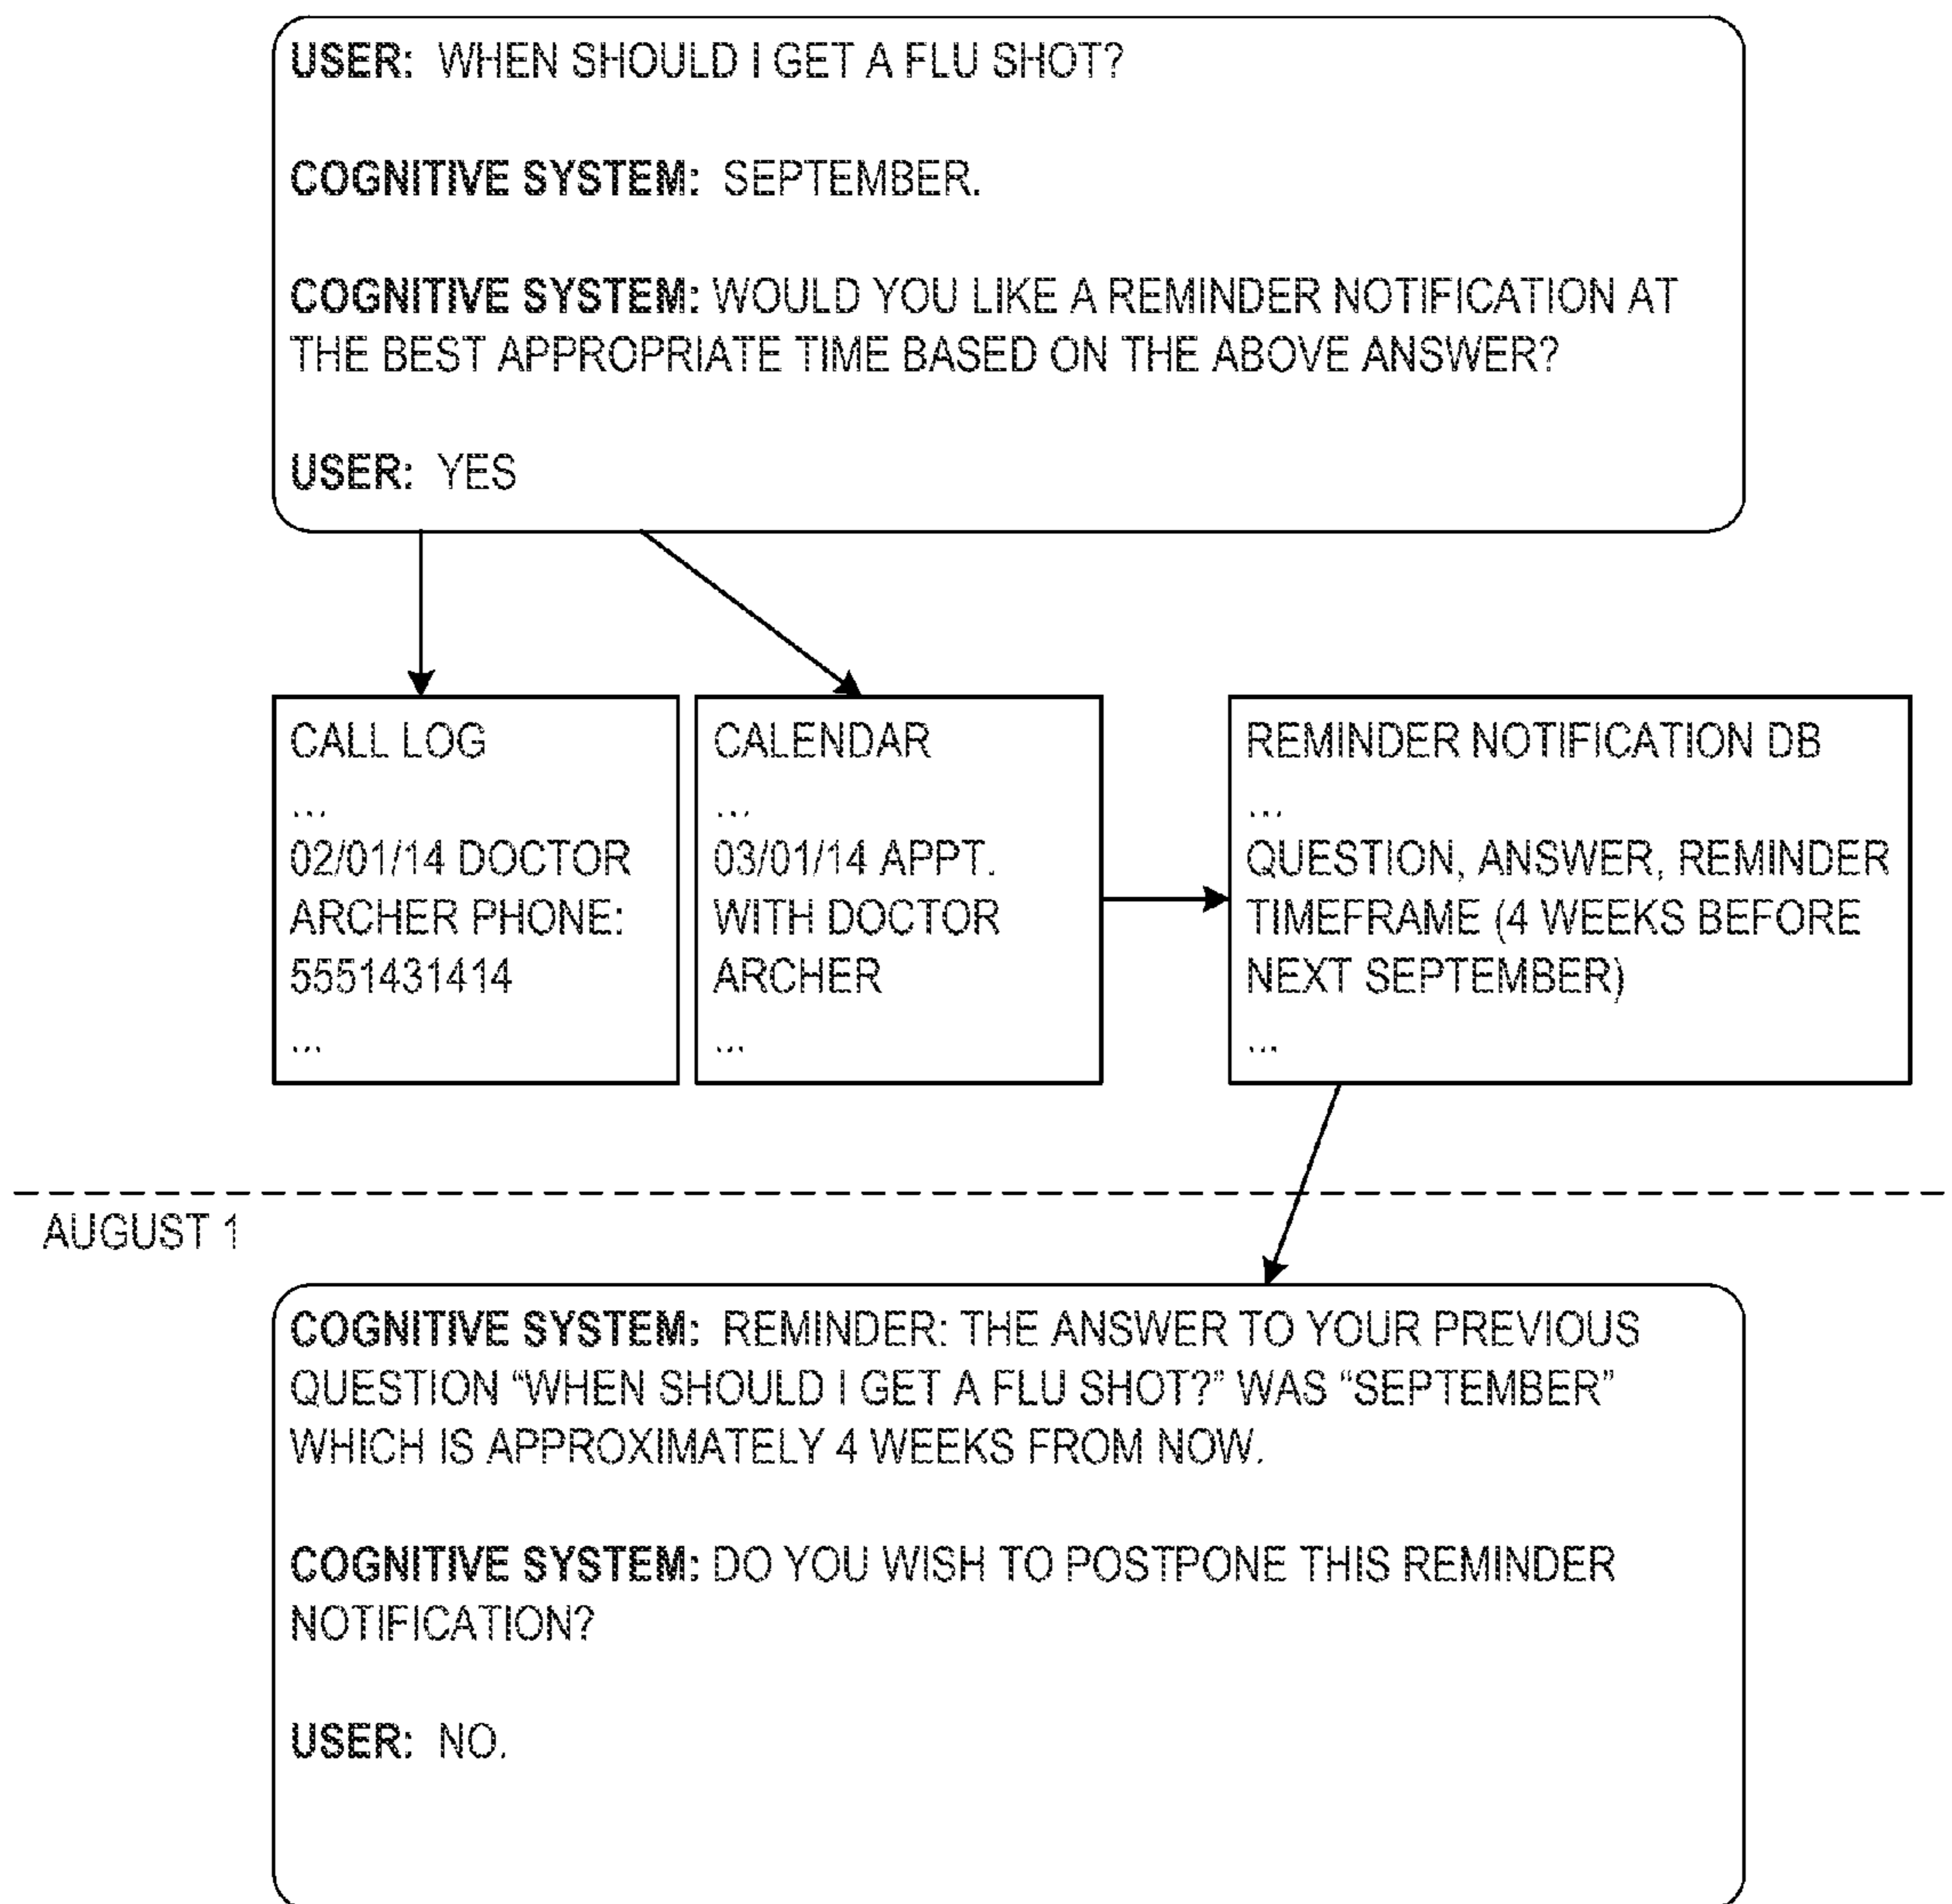 USER: WHEN SHOULD I GET A FLU SHOT?
COGNITIVE SYSTEM: SEPTEMBER.
COGNITIVE SYSTEM: WOULD YOU LIKE A REMINDER NOTIFICATION AT
THE BEST APPROPRIATE TIME BASED ON THE ABOVE ANSWER?
USER: YES
CALL LOG
...
02/01/14 DOCTOR
ARCHER PHONE:
5551431414
...
CALENDAR
...
03/01/14 APPT.
WITH DOCTOR
ARCHER
...
REMINDER NOTIFICATION DB
...
QUESTION, ANSWER, REMINDER
TIMEFRAME (4 WEEKS BEFORE
NEXT SEPTEMBER)
...
AUGUST 1
COGNITIVE SYSTEM: REMINDER: THE ANSWER TO YOUR PREVIOUS
QUESTION “WHEN SHOULD I GET A FLU SHOT?” WAS “SEPTEMBER”
WHICH IS APPROXIMATELY 4 WEEKS FROM NOW.
COGNITIVE SYSTEM: DO YOU WISH TO POSTPONE THIS REMINDER
NOTIFICATION?
USER: NO.